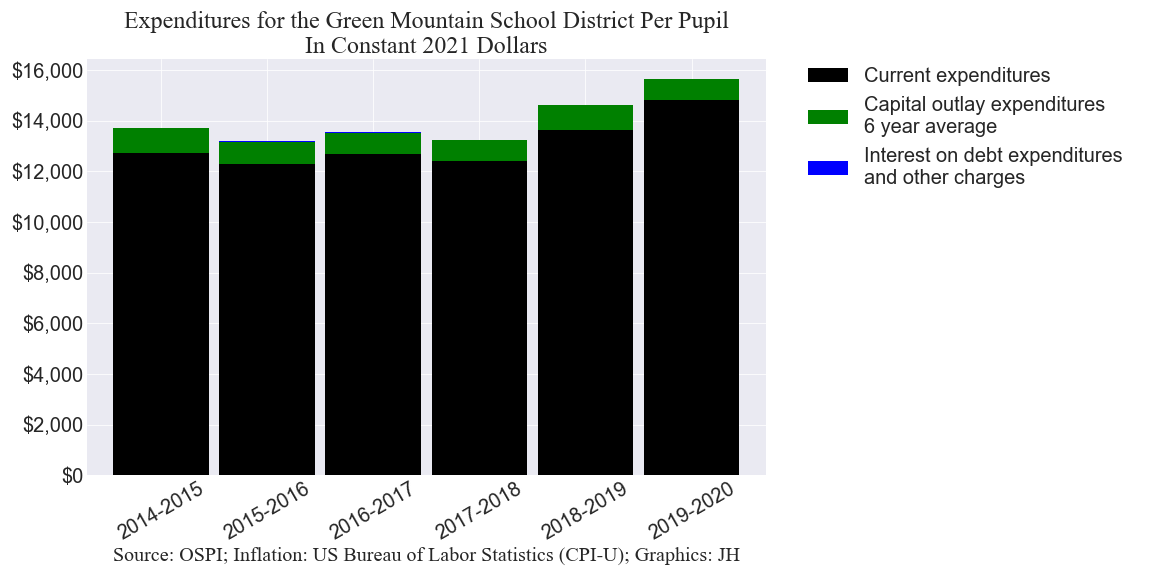 Expenditures for the Green Mountain School District Per Pupil
In Constant 2021 Dollars
$16,000
$14,000
$12,000
$10,000
$8,000
$6,000
$4,000
$2,000
$0
2014-2015
2015-2016
2016-2017
2017-2018
2018-2019
2019-2020
Current expenditures
Capital outlay expenditures
6 year average
Interest on debt expenditures
and other charges
Source: OSPI; Inflation: US Bureau of Labor Statistics (CPI-U); Graphics: JH